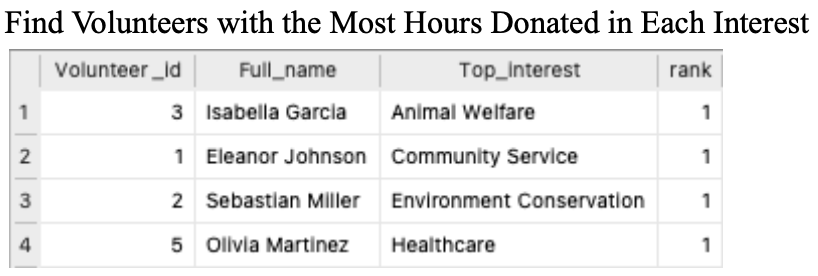 Find Volunteers with the Most Hours Donated in Each Interest
Volunteer_id Full_name Top_interest rank
1 3 Isabella Garcia Animal Welfare 1
2 1 Eleanor Johnson Community Service 1
3 2 Sebastian Miller Environment Conservation 1
4 5 Olivia Martinez Healthcare 1